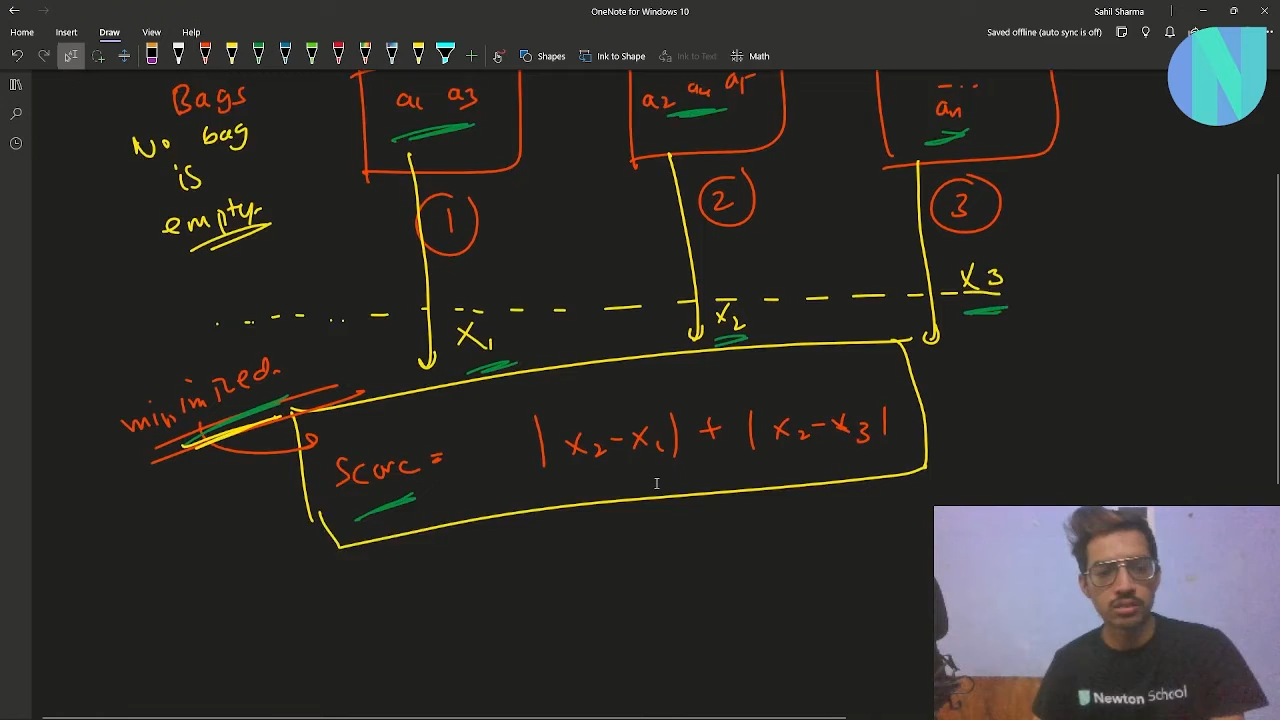 OneNote for Windows 10
Sahil Sharma
Home Insert Draw View Help
Saved offline (auto sync is off)
Shapes Ink to Shape Ink to Text Math
Bags
a1 a3
a2 a4 a5
...
an
No bag
is
empty.
1
2
3
x1
x2
x3
minimized.
Score = |x2-x1| + |x2-x3|
Newton School